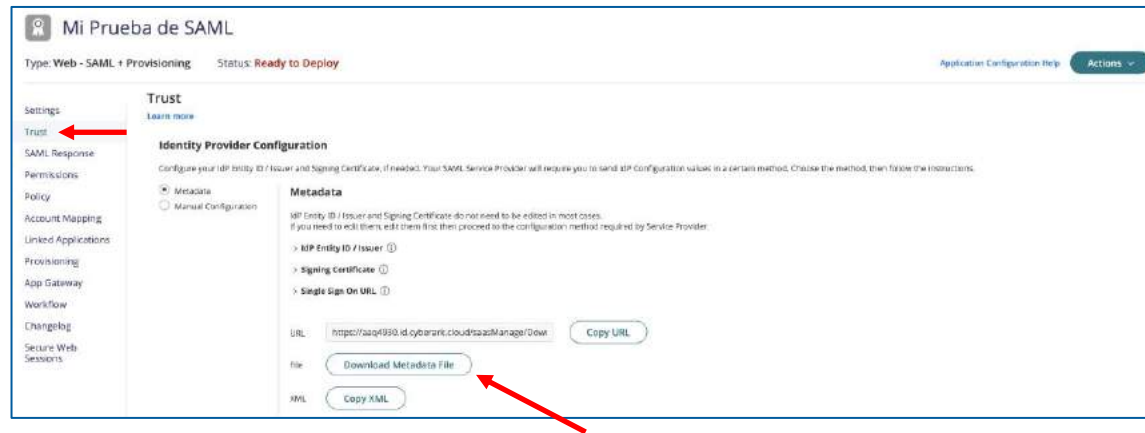 Mi Prueba de SAML
Type: Web - SAML + Provisioning Status: Ready to Deploy
Application Configuration Help
Actions
Settings
Trust
SAML Response
Permissions
Policy
Account Mapping
Linked Applications
Provisioning
App Gateway
Workflow
Changelog
Secure Web
Sessions
Trust
Learn more
Identity Provider Configuration
Configure your IdP Entity ID / Issuer and Signing Certificate, if needed. Your SAML Service Provider will require you to send IdP Configuration values in a certain method. Choose the method, then follow the instructions.
Metadata
Manual Configuration
Metadata
IdP Entity ID / Issuer and Signing Certificate do not need to be edited in most cases.
If you need to edit them, edit them first then proceed to the configuration method required by Service Provider.
> IdP Entity ID / Issuer
> Signing Certificate
> Single Sign On URL
URL https://aaq4930.id.cyberark.cloud/saasManage/Dow Copy URL
File Download Metadata File
XML Copy XML